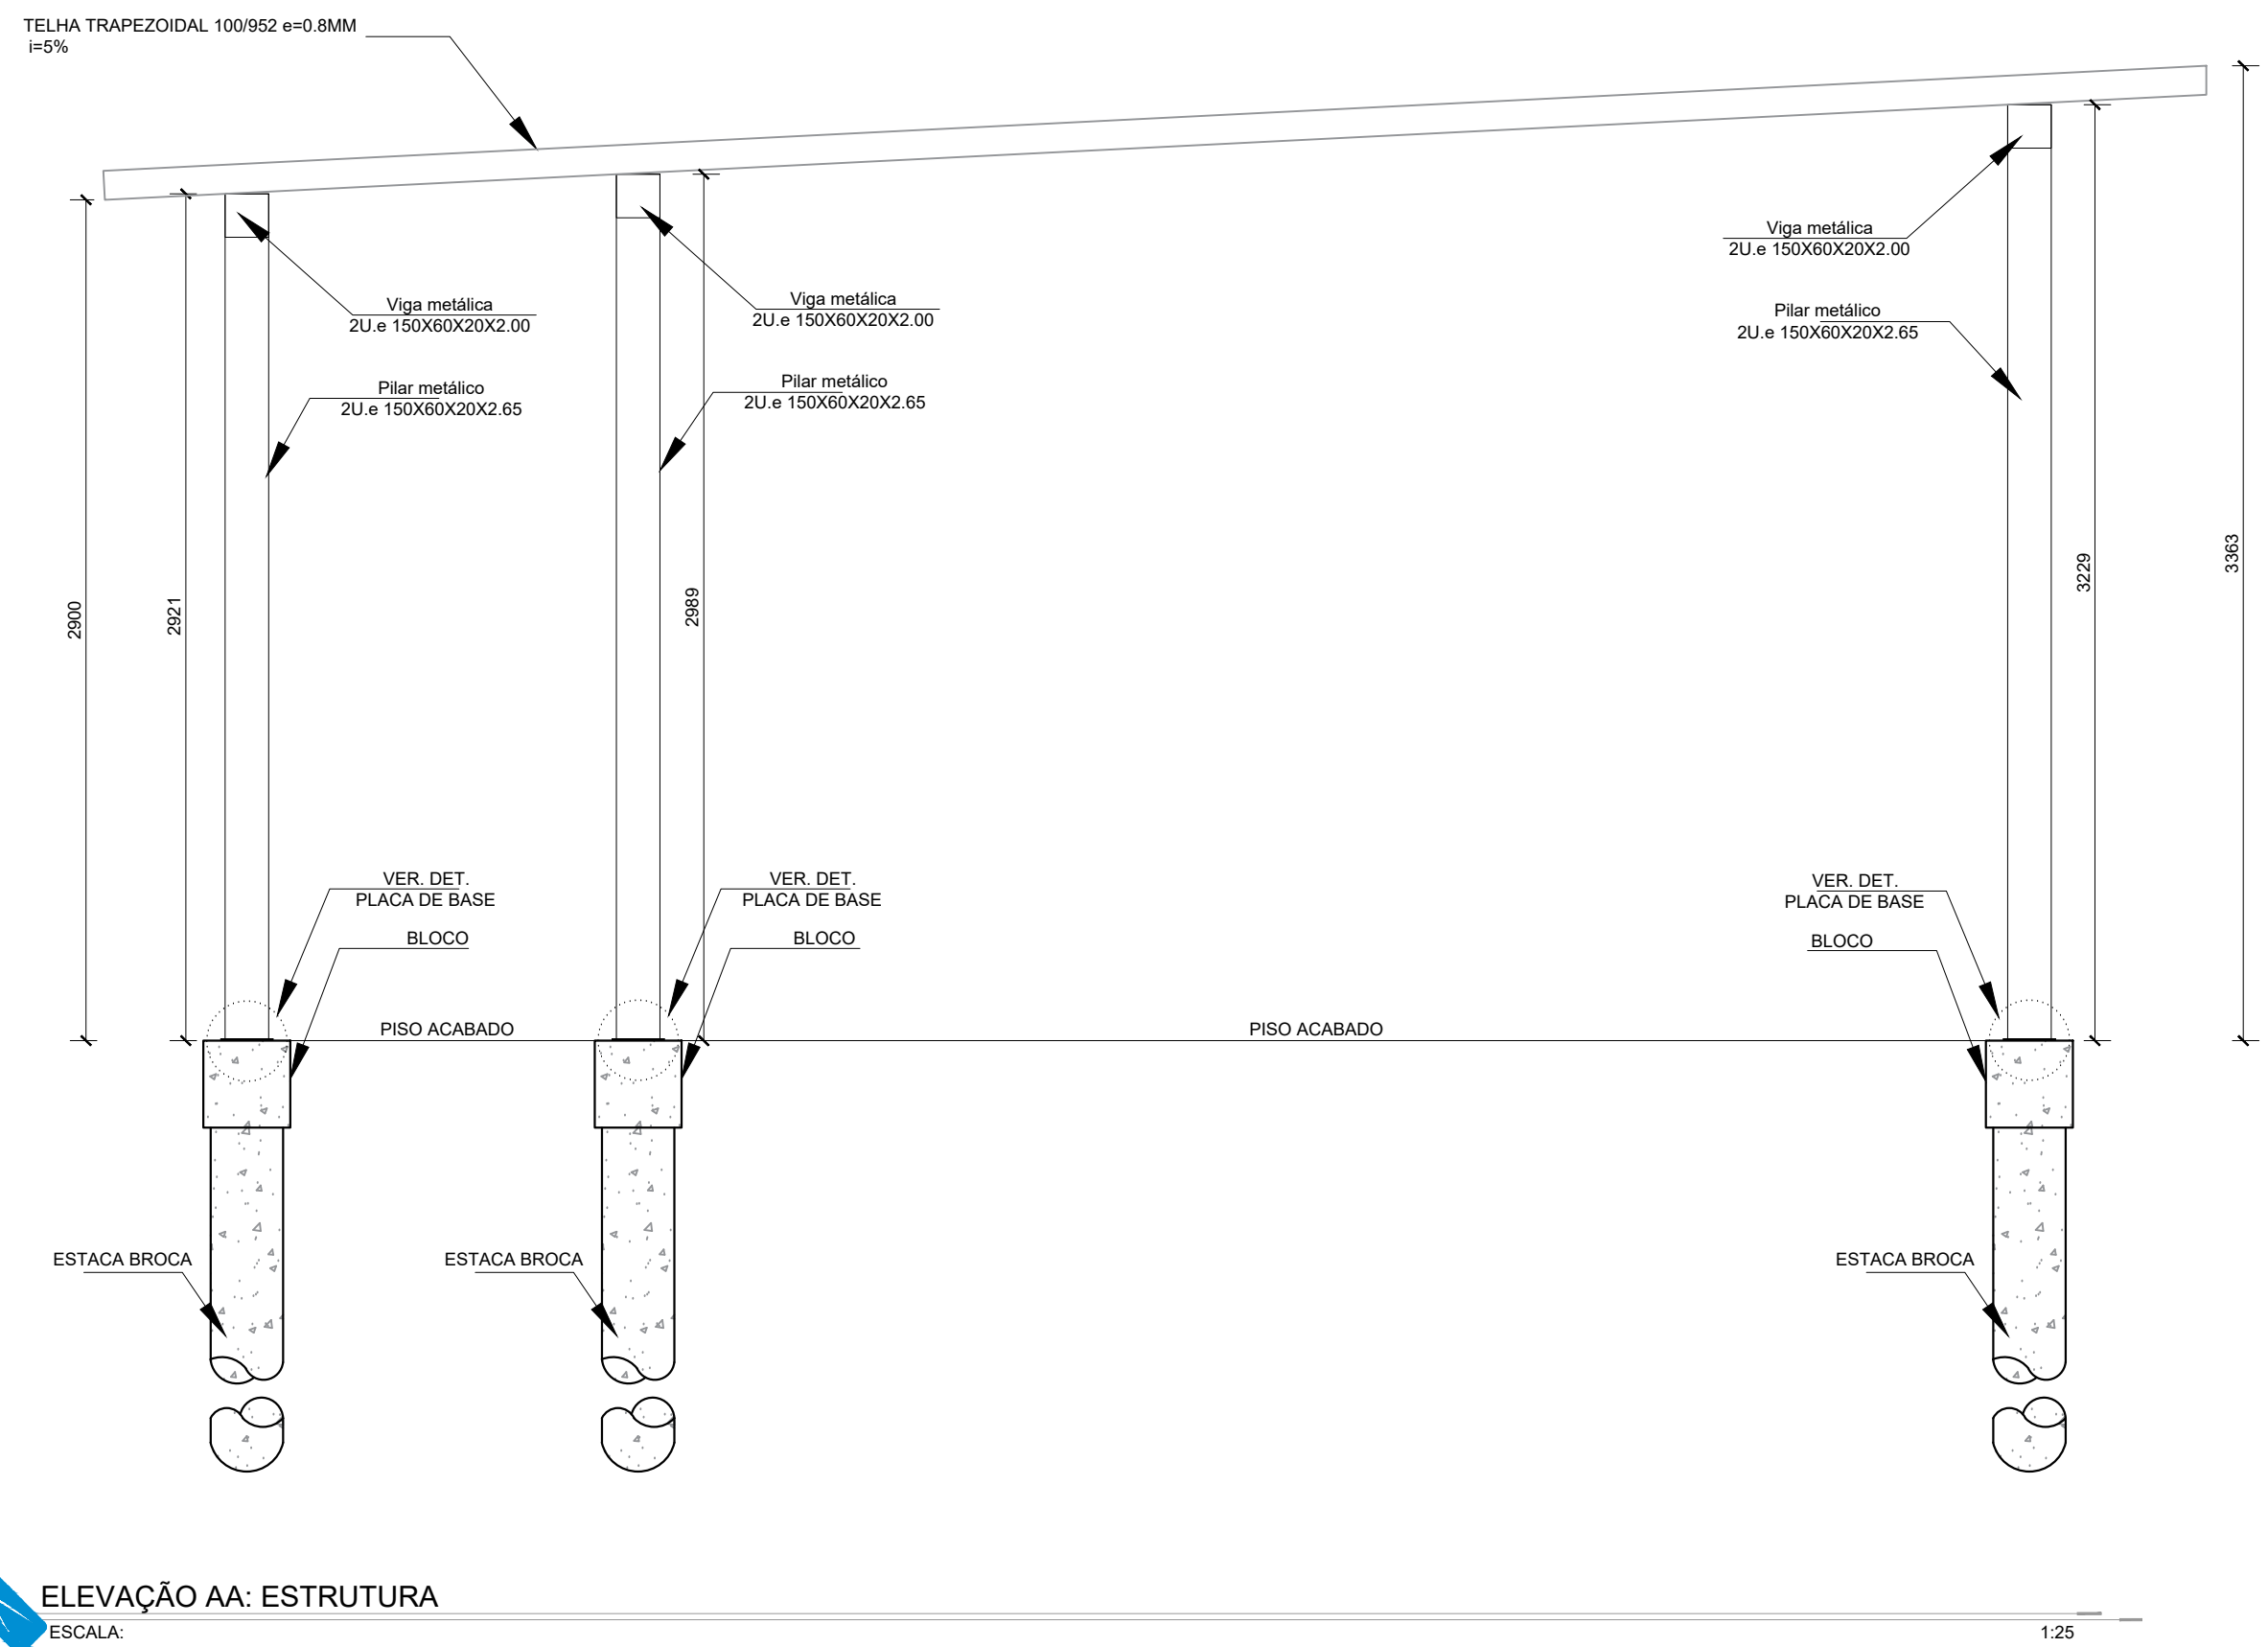 TELHA TRAPEZOIDAL 100/952 e=0.8MM
i=5%
Viga metálica
2U.e 150X60X20X2.00
Viga metálica
2U.e 150X60X20X2.00
Viga metálica
2U.e 150X60X20X2.00
Pilar metálico
2U.e 150X60X20X2.65
Pilar metálico
2U.e 150X60X20X2.65
Pilar metálico
2U.e 150X60X20X2.65
2900
2921
2989
3229
3363
VER. DET.
PLACA DE BASE
BLOCO
VER. DET.
PLACA DE BASE
BLOCO
VER. DET.
PLACA DE BASE
BLOCO
PISO ACABADO
PISO ACABADO
ESTACA BROCA
ESTACA BROCA
ESTACA BROCA
ELEVAÇÃO AA: ESTRUTURA
ESCALA:
1:25